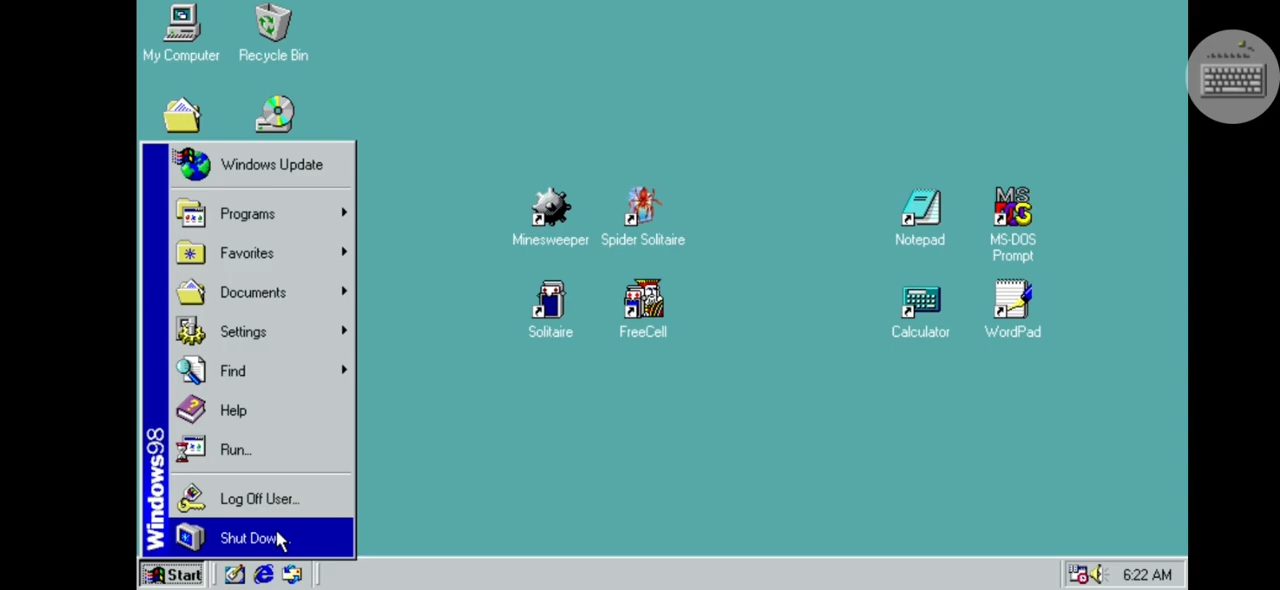 My Computer
Recycle Bin
Windows Update
Programs
Favorites
Documents
Settings
Find
Help
Run...
Log Off User...
Shut Down...
Windows98
Minesweeper
Spider Solitaire
Solitaire
FreeCell
Notepad
MS-DOS
Prompt
Calculator
WordPad
Start
6:22 AM